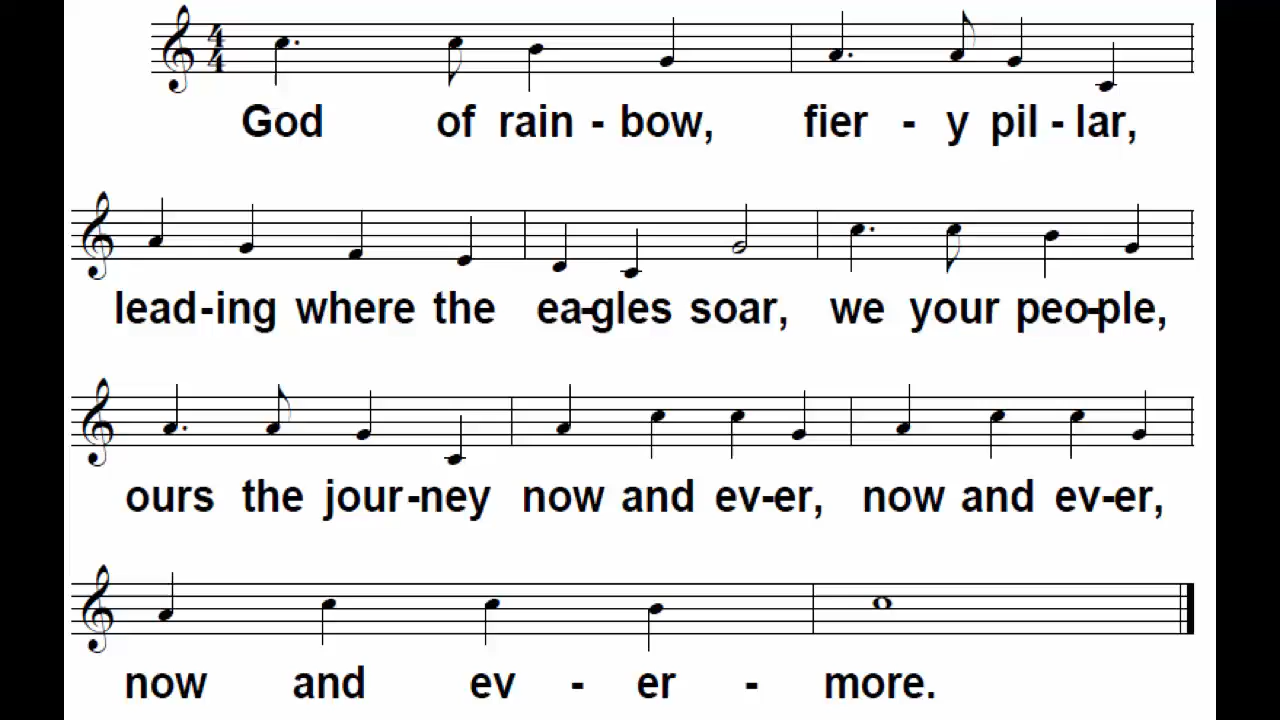 God of rain - bow, fier - y pil - lar,
lead-ing where the ea-gles soar, we your peo-ple,
ours the jour-ney now and ev-er, now and ev-er,
now and ev - er - more.